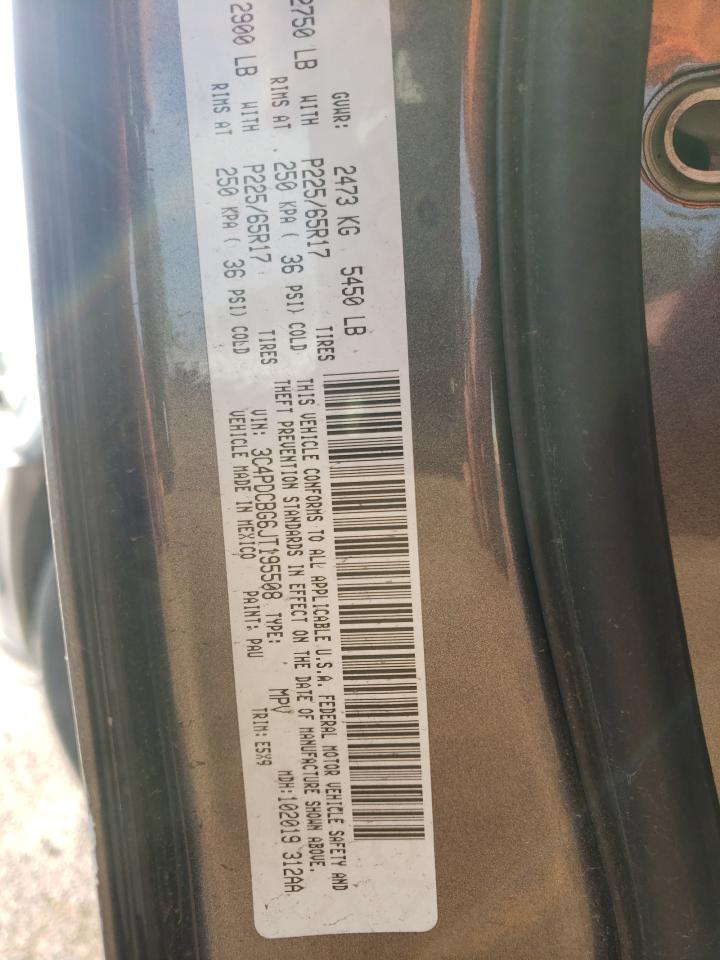 GVWR: 2473 KG 5450 LB
2750 LB WITH P225/65R17 TIRES
RIMS AT 250 KPA ( 36 PSI) COLD
2900 LB WITH P225/65R17 TIRES
RIMS AT 250 KPA ( 36 PSI) COLD
THIS VEHICLE CONFORMS TO ALL APPLICABLE U.S.A. FEDERAL MOTOR VEHICLE SAFETY AND
THEFT PREVENTION STANDARDS IN EFFECT ON THE DATE OF MANUFACTURE SHOWN ABOVE.
VIN: 3C4PDCBG6JT195508 TYPE: MPV MDH:102019 312AA
VEHICLE MADE IN MEXICO PAINT: PAU TRIM: E5X9